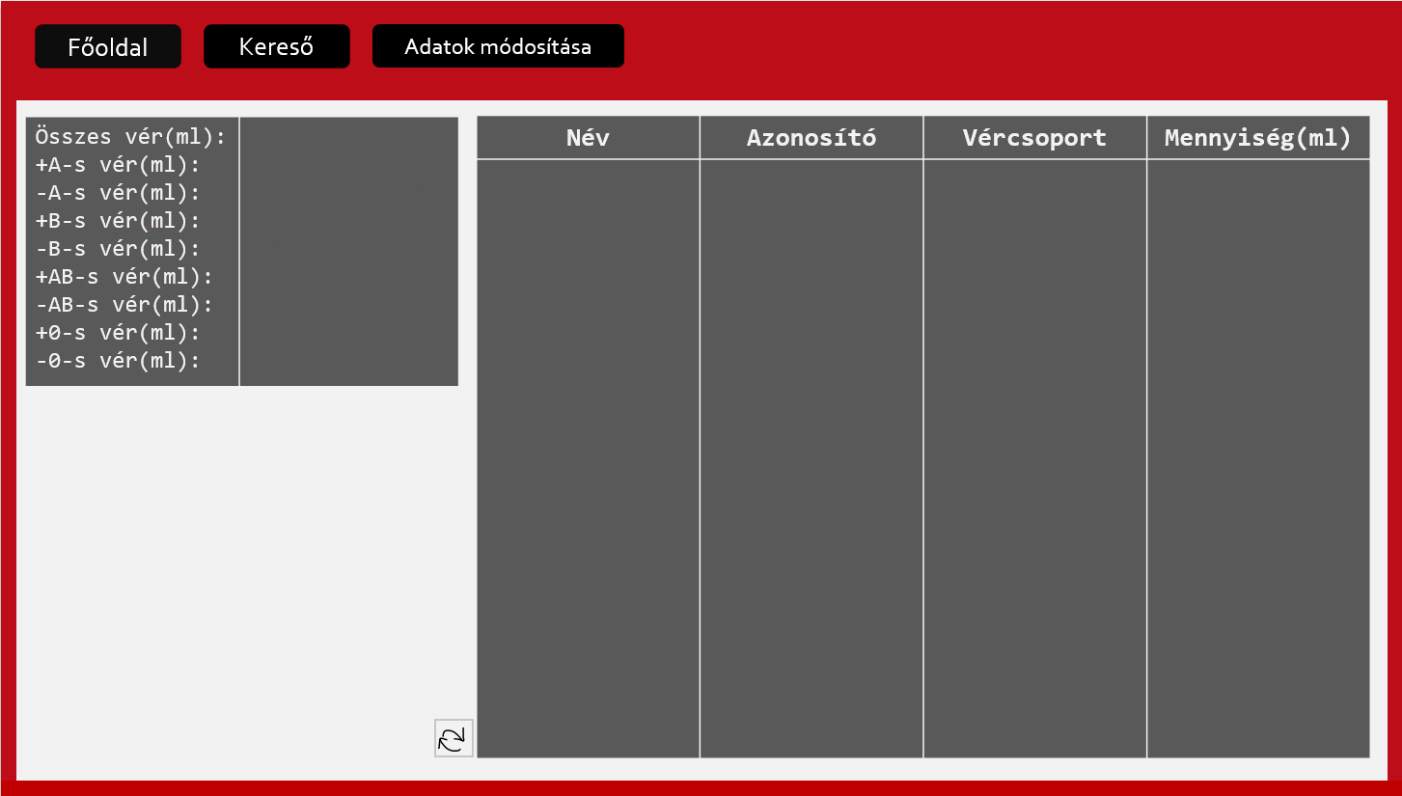 Főoldal Kereső Adatok módosítása
Összes vér(ml):
+A-s vér(ml):
-A-s vér(ml):
+B-s vér(ml):
-B-s vér(ml):
+AB-s vér(ml):
-AB-s vér(ml):
+0-s vér(ml):
-0-s vér(ml):
Név Azonosító Vércsoport Mennyiség(ml)